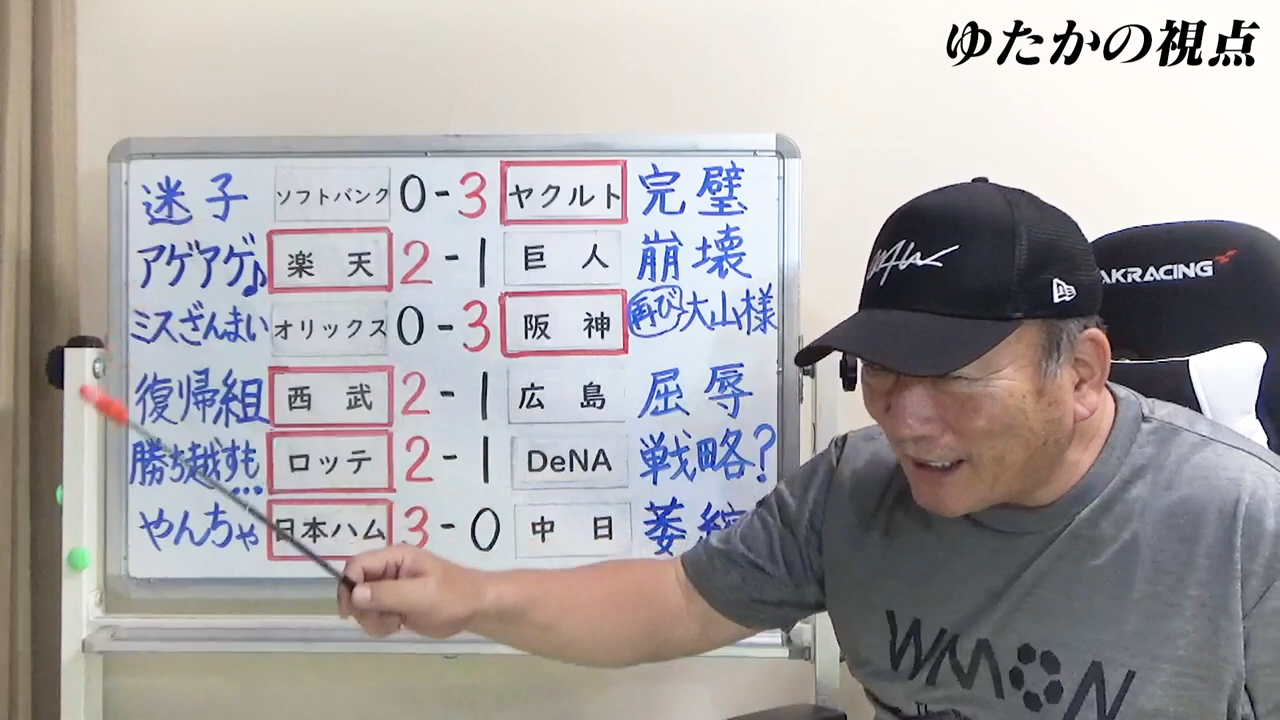 ゆたかの視点
迷子 ソフトバンク 0-3 ヤクルト 完璧
アゲアゲ♪ 楽天 2-1 巨人 崩壊
ミスざんまい オリックス 0-3 阪神 再び 大山様
復帰組 西武 2-1 広島 屈辱
勝ち越すも… ロッテ 2-1 DeNA 戦略?
やんちゃ 日本ハム 3-0 中日
AKRACING
WMON